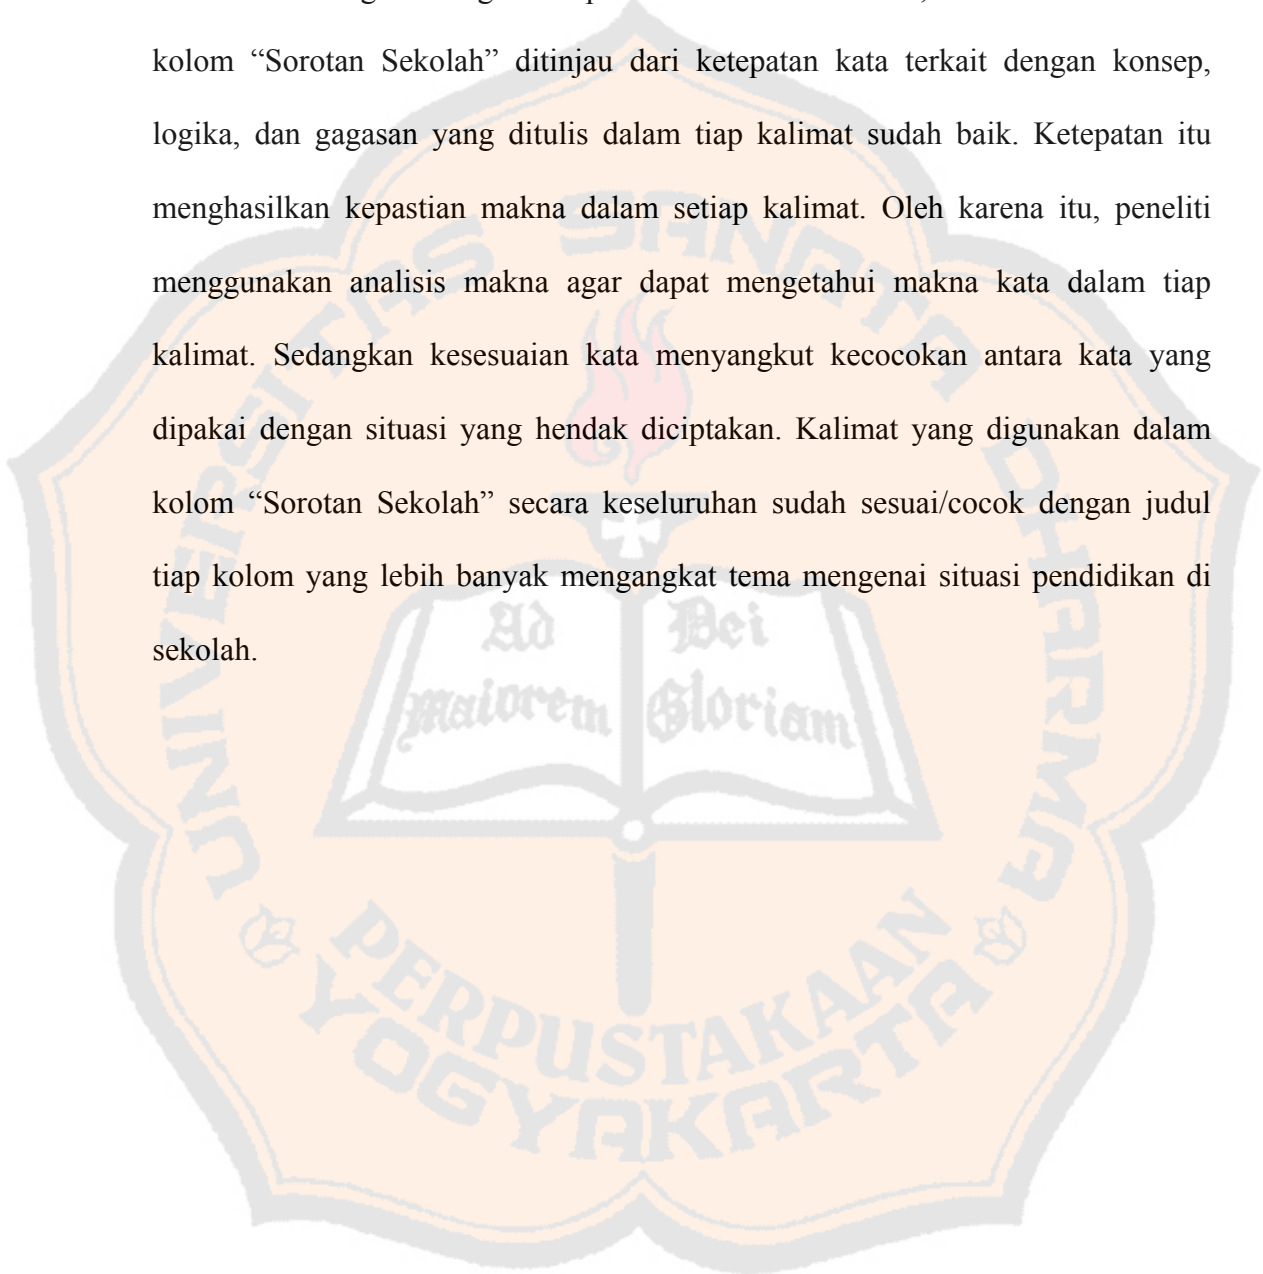 kolom “Sorotan Sekolah” ditinjau dari ketepatan kata terkait dengan konsep,
logika, dan gagasan yang ditulis dalam tiap kalimat sudah baik. Ketepatan itu
menghasilkan kepastian makna dalam setiap kalimat. Oleh karena itu, peneliti
menggunakan analisis makna agar dapat mengetahui makna kata dalam tiap
kalimat. Sedangkan kesesuaian kata menyangkut kecocokan antara kata yang
dipakai dengan situasi yang hendak diciptakan. Kalimat yang digunakan dalam
kolom “Sorotan Sekolah” secara keseluruhan sudah sesuai/cocok dengan judul
tiap kolom yang lebih banyak mengangkat tema mengenai situasi pendidikan di
sekolah.
UNIVERSITAS SANATA DHARMA
Ad Dei
Maiorem Gloriam
PERPUSTAKAAN
YOGYAKARTA